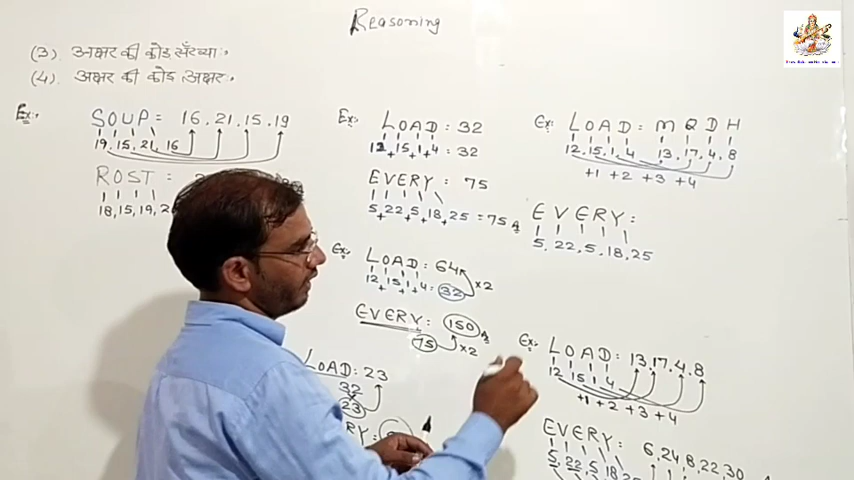 Reasoning
(3). अक्षर की कोड सँख्या:.
(4). अक्षर की कोड अक्षर.
Ex:.
SOUP = 16.21.15.19
19.15.21.16
ROST =
18,15,19,2
Ex:.
LOAD : 32
12+15+1+4 = 32
EVERY : 75
5+22+5+18+25 = 75 A
Ex:.
LOAD : 64
12+15+1+4 = 32 ×2
EVERY : 150 A
75 ×2
LOAD : 23
32
23
RY :
Ex:.
LOAD : MQDH
12.15.1.4 13.17.4.8
+1 +2 +3 +4
EVERY :
5, 22, 5.18,25
Ex:.
LOAD : 13.17.4.8
12 15 1 4
+1 +2 +3 +4
EVERY : 6,24,8,22,30
5, 22, 5 18